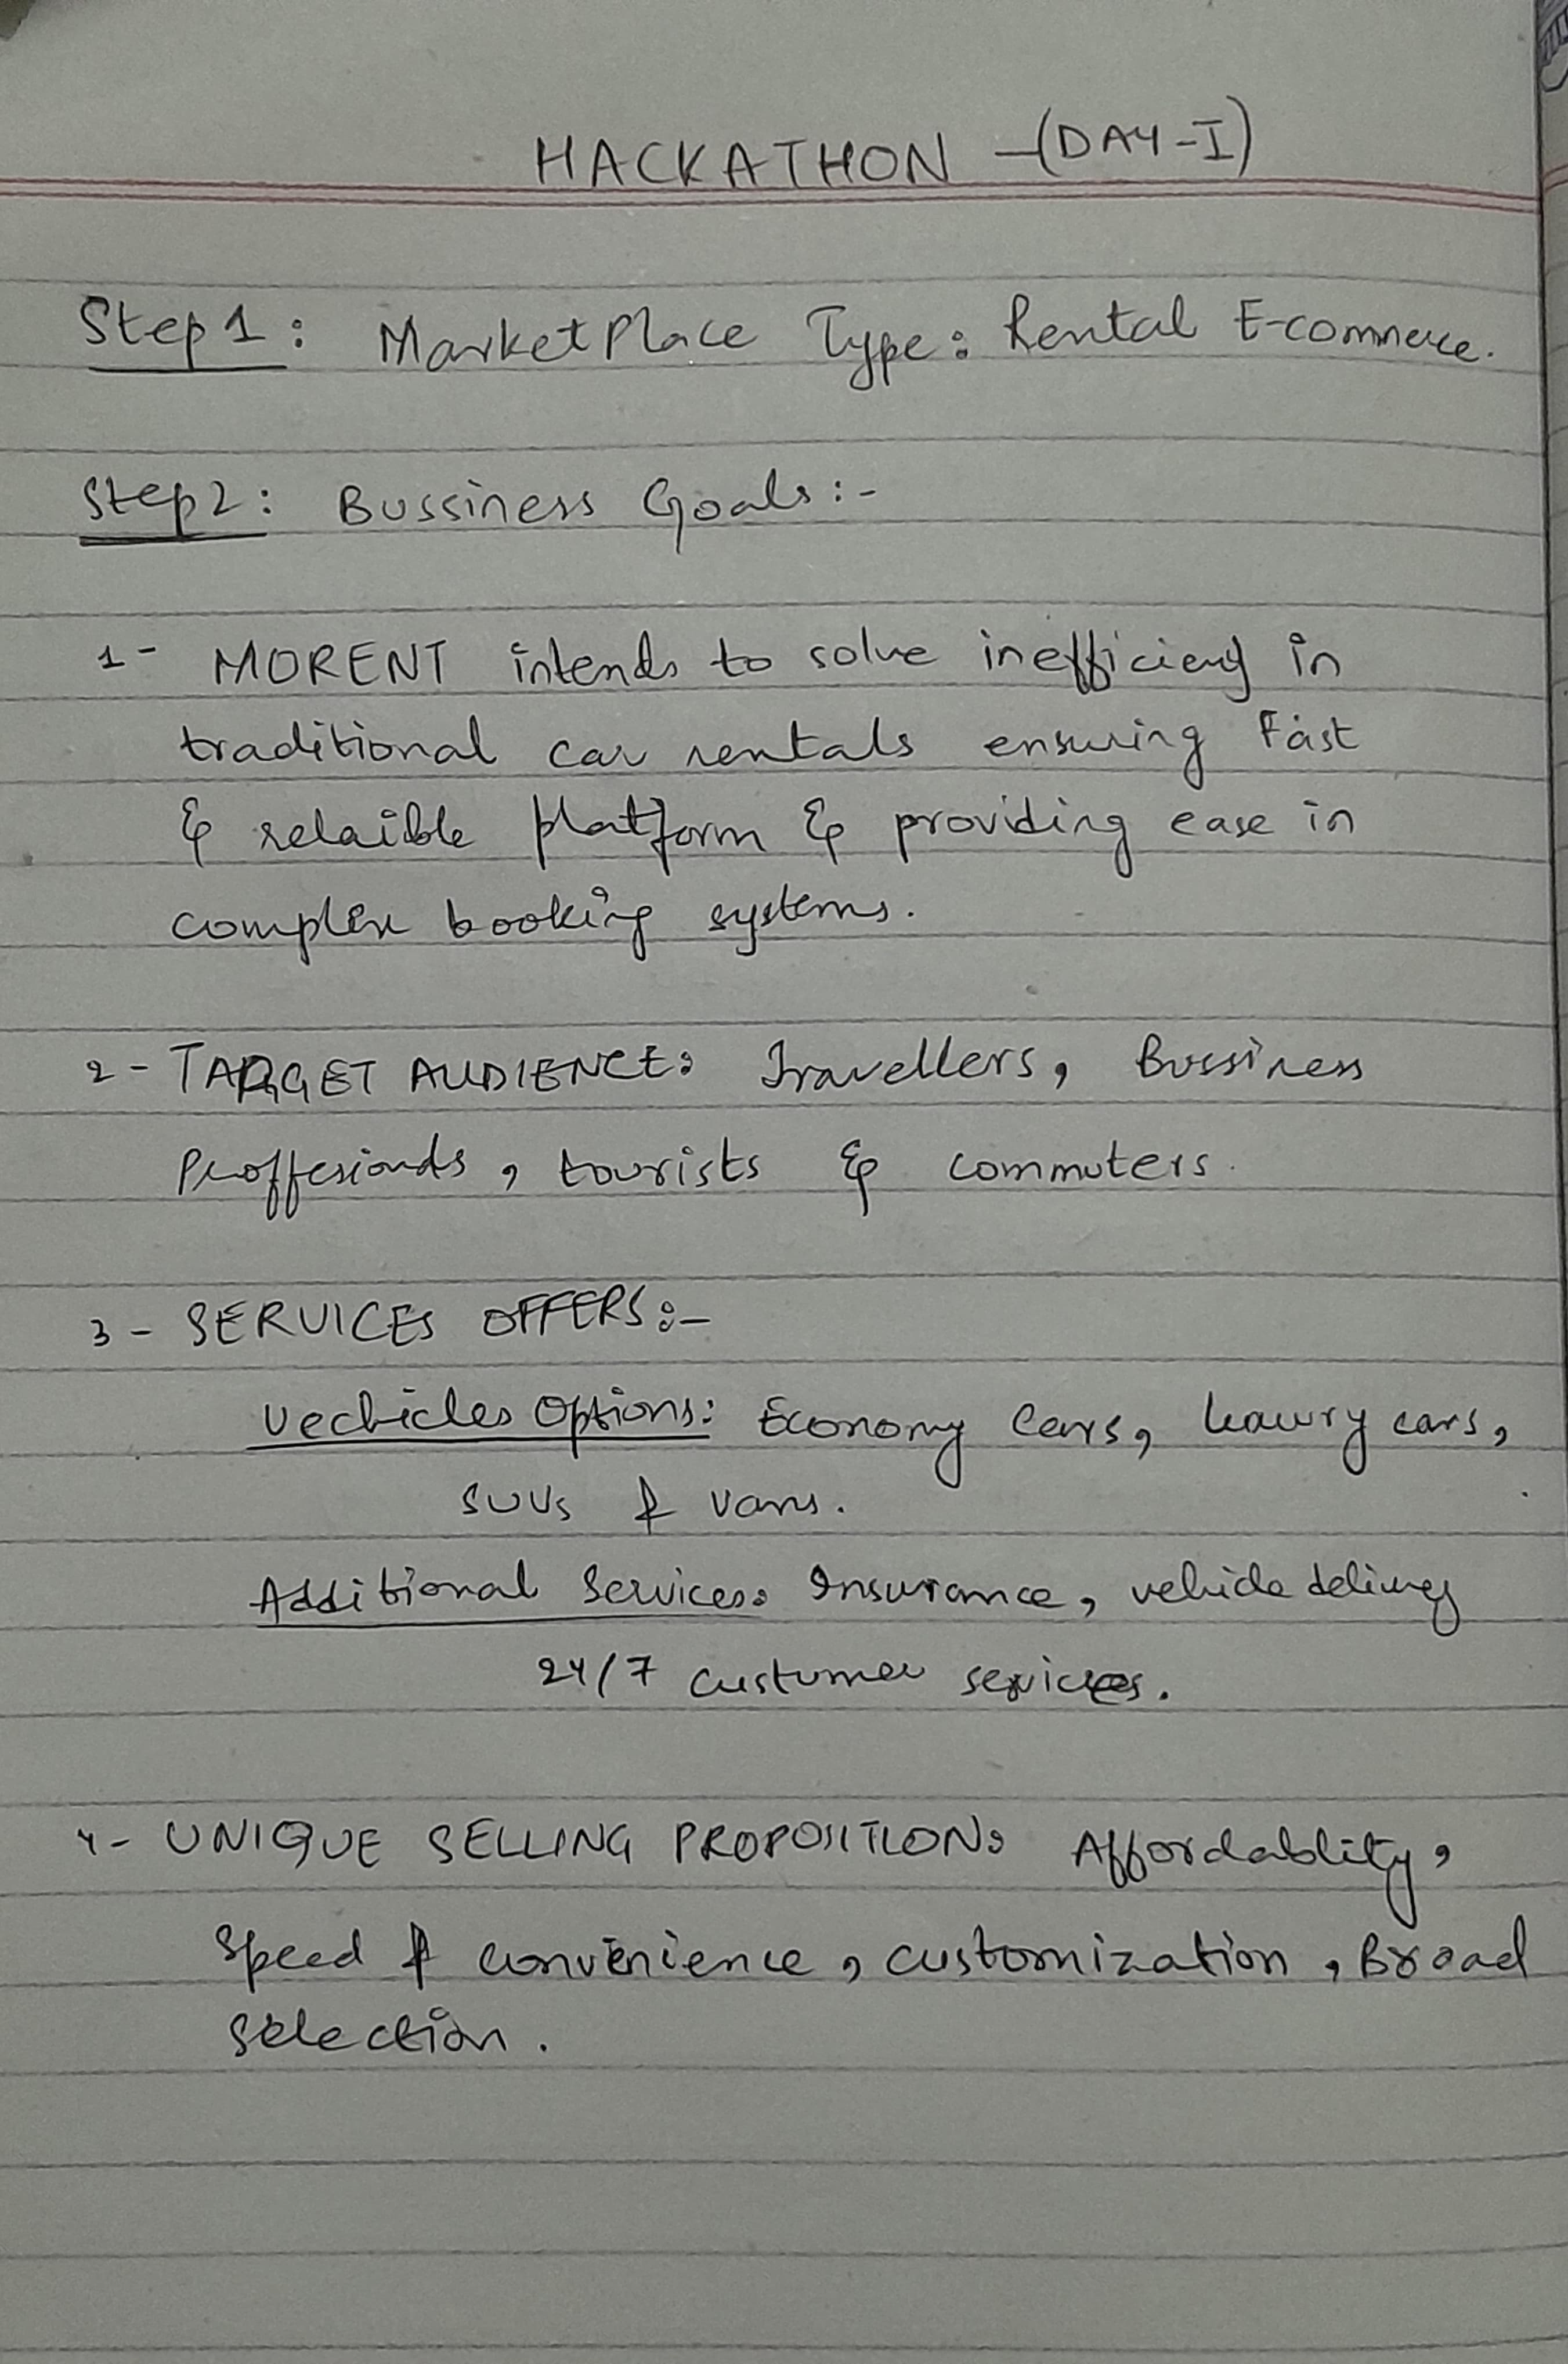 HACKATHON -(DAY-I)
Step 1: MarketPlace Type: Rental E-commerce.
Step 2: Bussiness Goals:-
1- MORENT intends to solve inefficiency in
traditional car rentals ensuring Fast
& relaible platform & providing ease in
complex booking systems.
2- TARGET AUDIENCE: Travellers, Bussiness
Proffesionals, tourists & commuters.
3- SERVICES OFFERS:-
Vechicles Options: Economy Cars, luxury cars,
SUVs & vans.
Additional Services: Insurance, vehicle delivery
24/7 customer services.
4- UNIQUE SELLING PROPOSITION: Affordablity,
Speed & convenience, customization, Broad
selection.